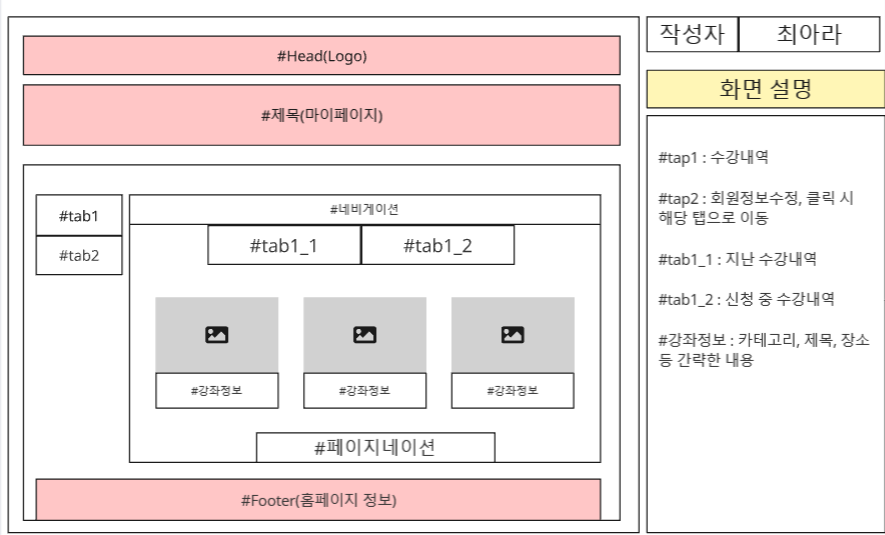 #Head(Logo)
#제목(마이페이지)
#tab1
#tab2
#네비게이션
#tab1_1
#tab1_2
#강좌정보
#강좌정보
#강좌정보
#페이지네이션
#Footer(홈페이지 정보)
작성자
최아라
화면 설명
#tap1 : 수강내역
#tap2 : 회원정보수정, 클릭 시
해당 탭으로 이동
#tab1_1 : 지난 수강내역
#tab1_2 : 신청 중 수강내역
#강좌정보 : 카테고리, 제목, 장소
등 간략한 내용